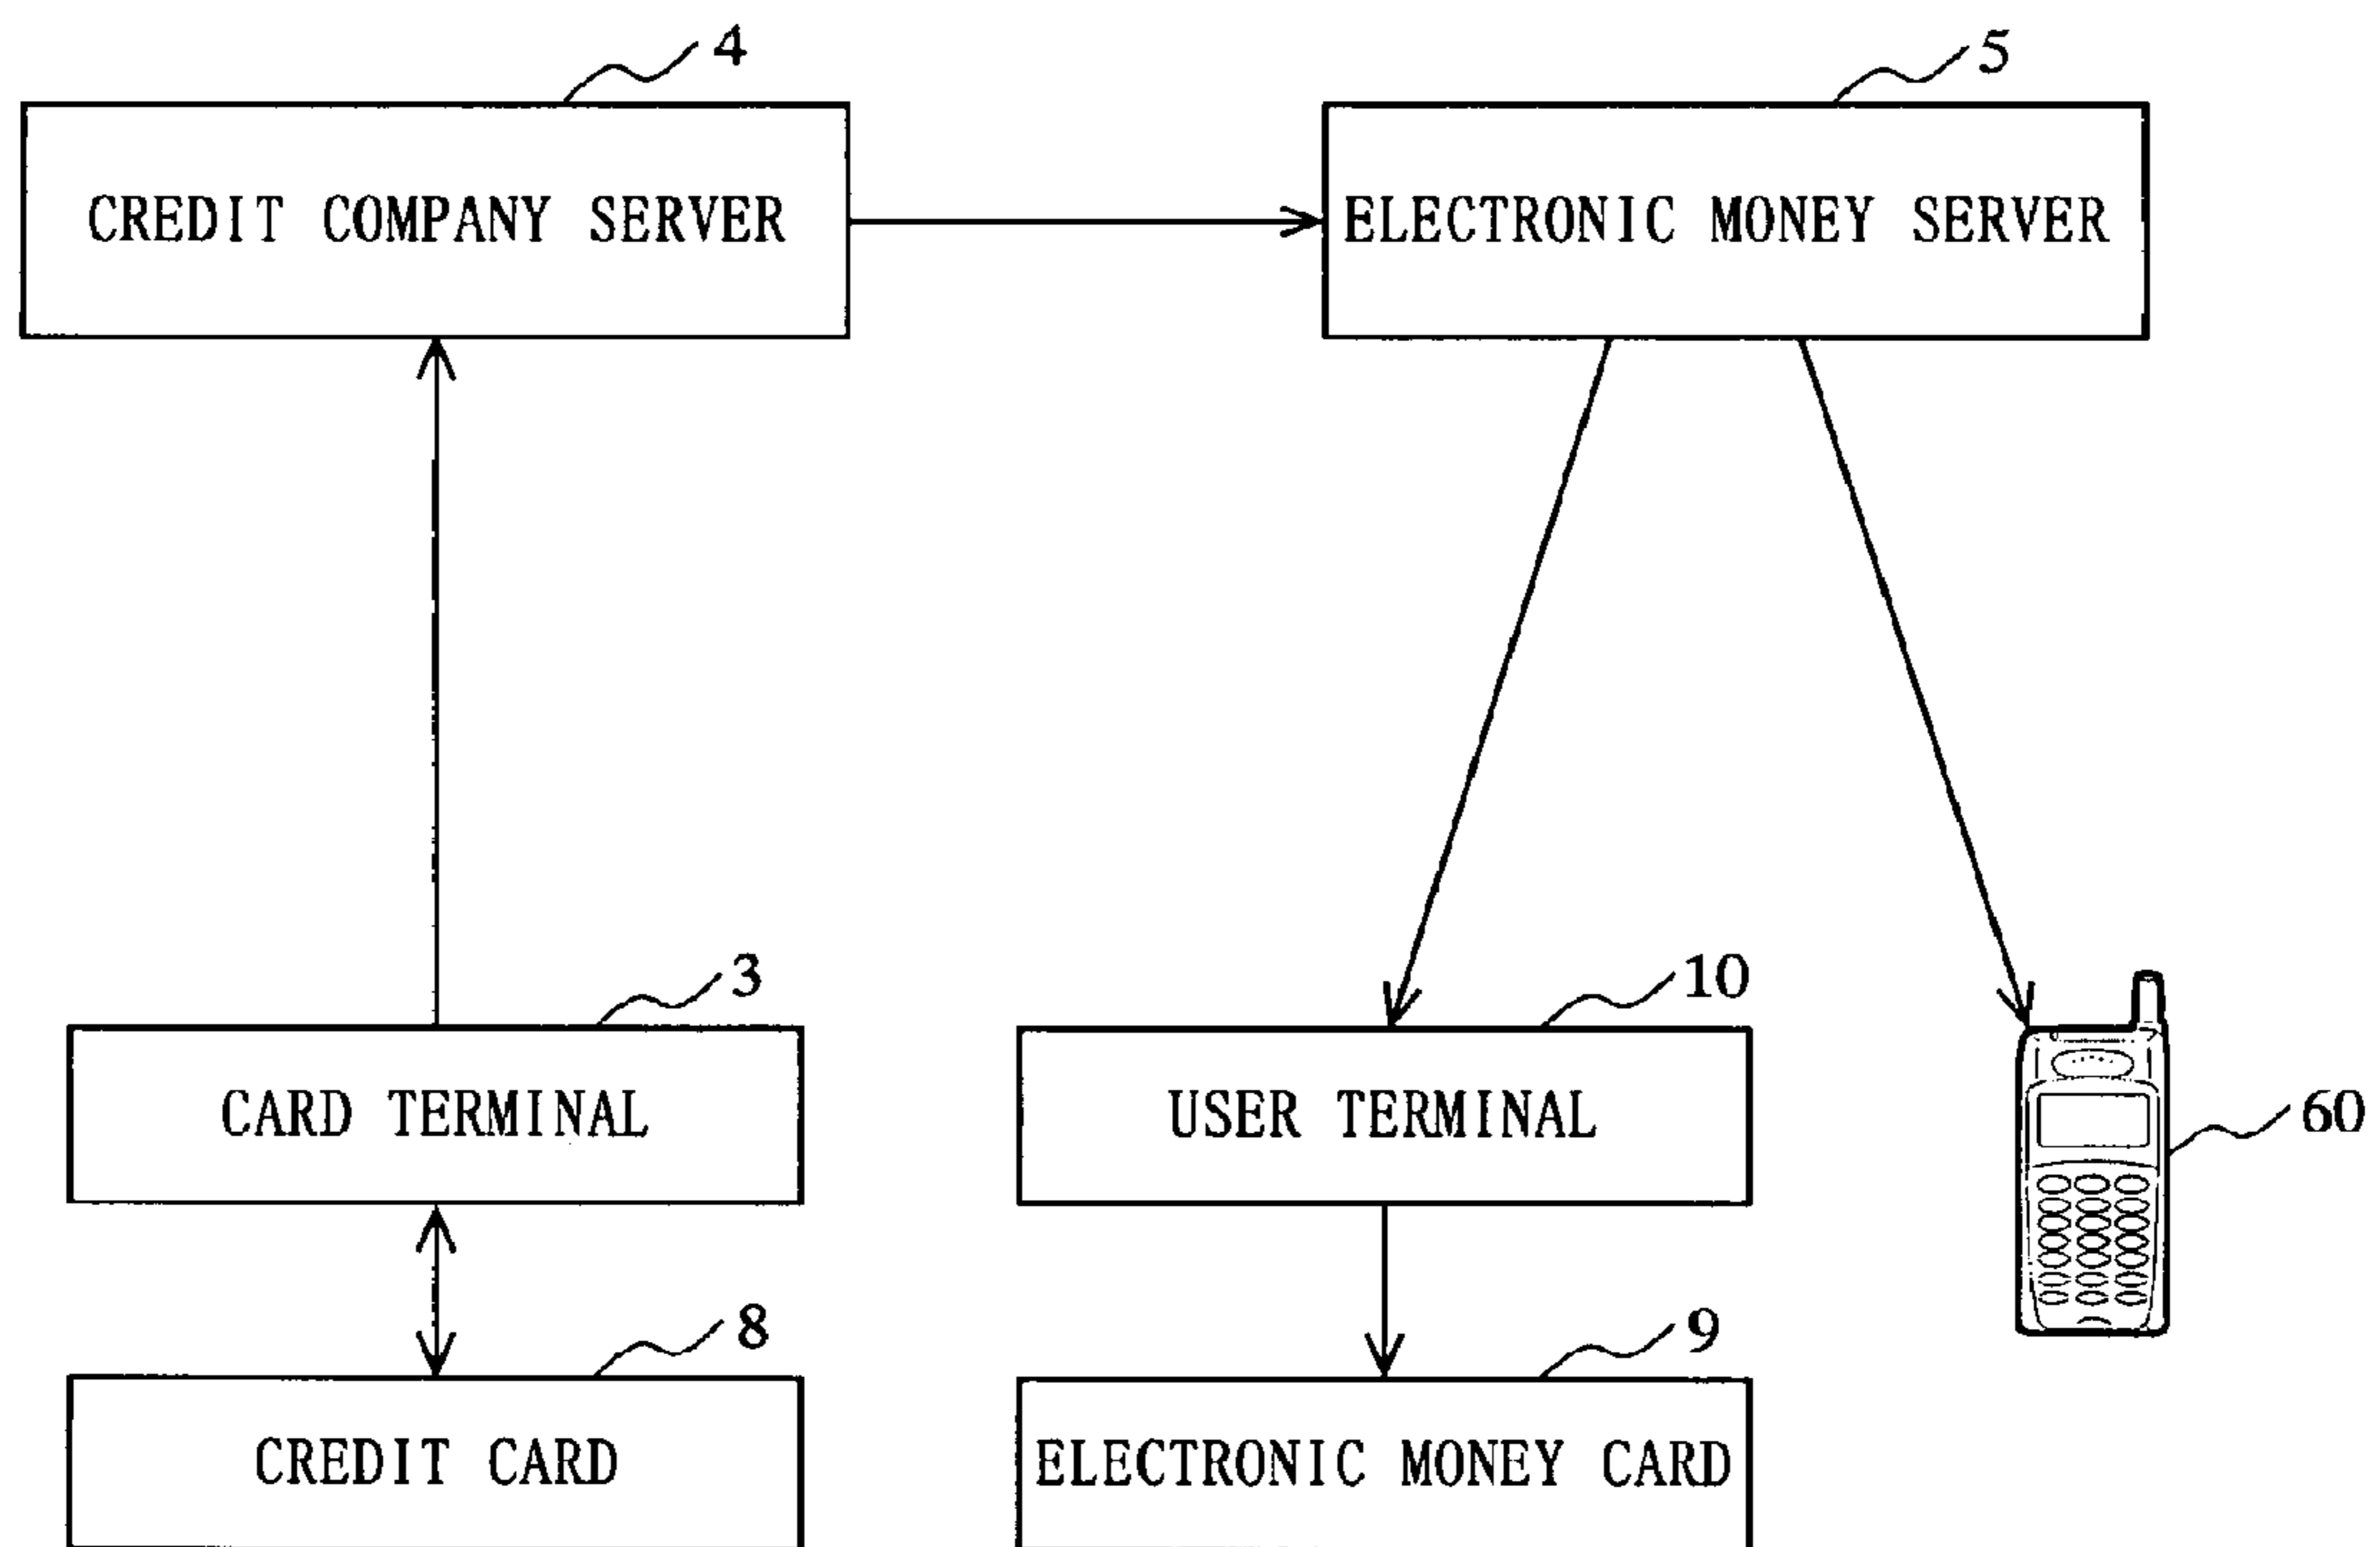 4
5
CREDIT COMPANY SERVER
ELECTRONIC MONEY SERVER
3
10
CARD TERMINAL
USER TERMINAL
60
8
9
CREDIT CARD
ELECTRONIC MONEY CARD